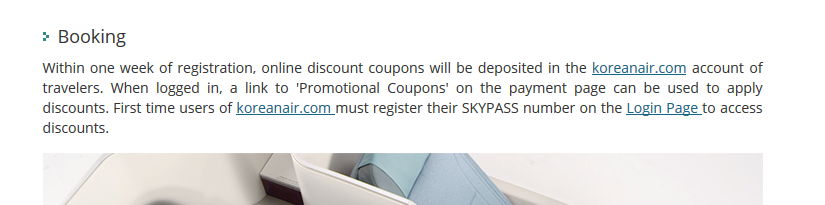 Booking
Within one week of registration, online discount coupons will be deposited in the koreanair.com account of
travelers. When logged in, a link to 'Promotional Coupons' on the payment page can be used to apply
discounts. First time users of koreanair.com must register their SKYPASS number on the Login Page to access
discounts.